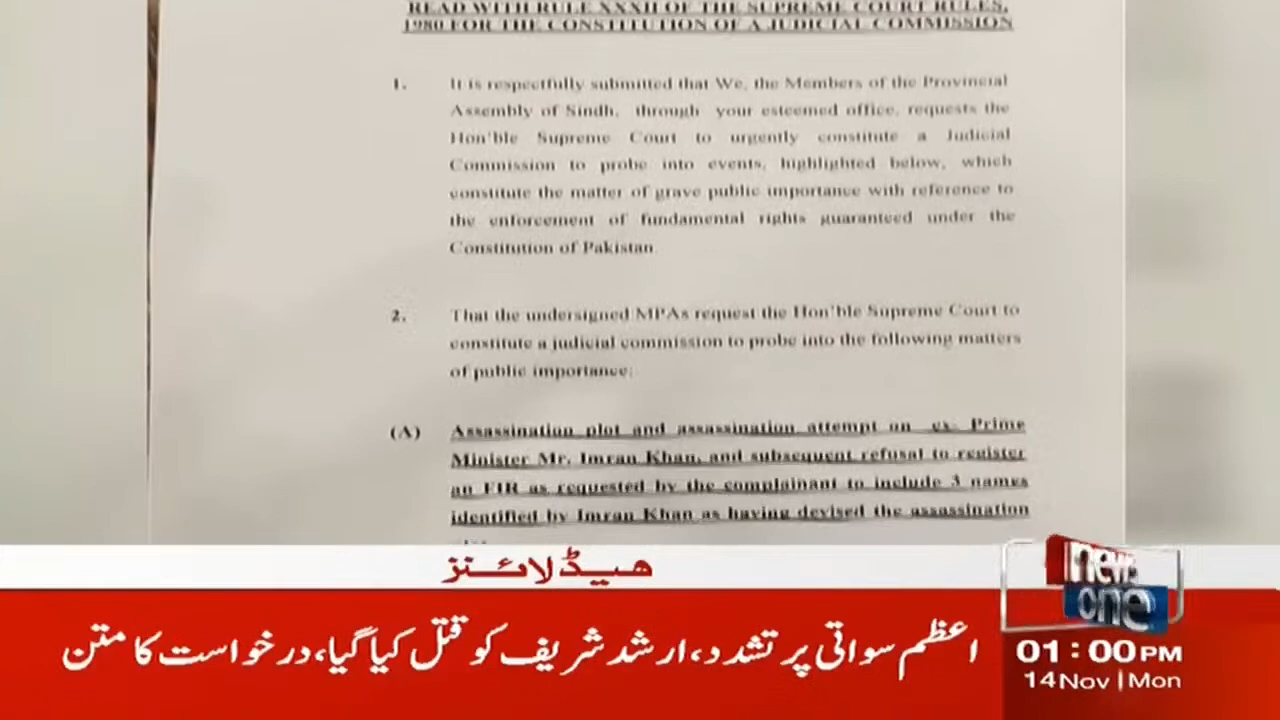 READ WITH RULE XXXII OF THE SUPREME COURT RULES,
1980 FOR THE CONSTITUTION OF A JUDICIAL COMMISSION
1. It is respectfully submitted that We, the Members of the Provincial
Assembly of Sindh, through your esteemed office, requests the
Hon'ble Supreme Court to urgently constitute a Judicial
Commission to probe into events, highlighted below, which
constitute the matter of grave public importance with reference to
the enforcement of fundamental rights guaranteed under the
Constitution of Pakistan.
2. That the undersigned MPAs request the Hon'ble Supreme Court to
constitute a judicial commission to probe into the following matters
of public importance;
(A) Assassination plot and assassination attempt on ex- Prime
Minister Mr. Imran Khan, and subsequent refusal to register
an FIR as requested by the complainant to include 3 names
identified by Imran Khan as having devised the assassination
ھیڈلائنز
news
one
اعظم سواتی پر تشدد، ارشد شریف کو قتل کیا گیا، درخواست کا متن
01:00PM
14Nov|Mon